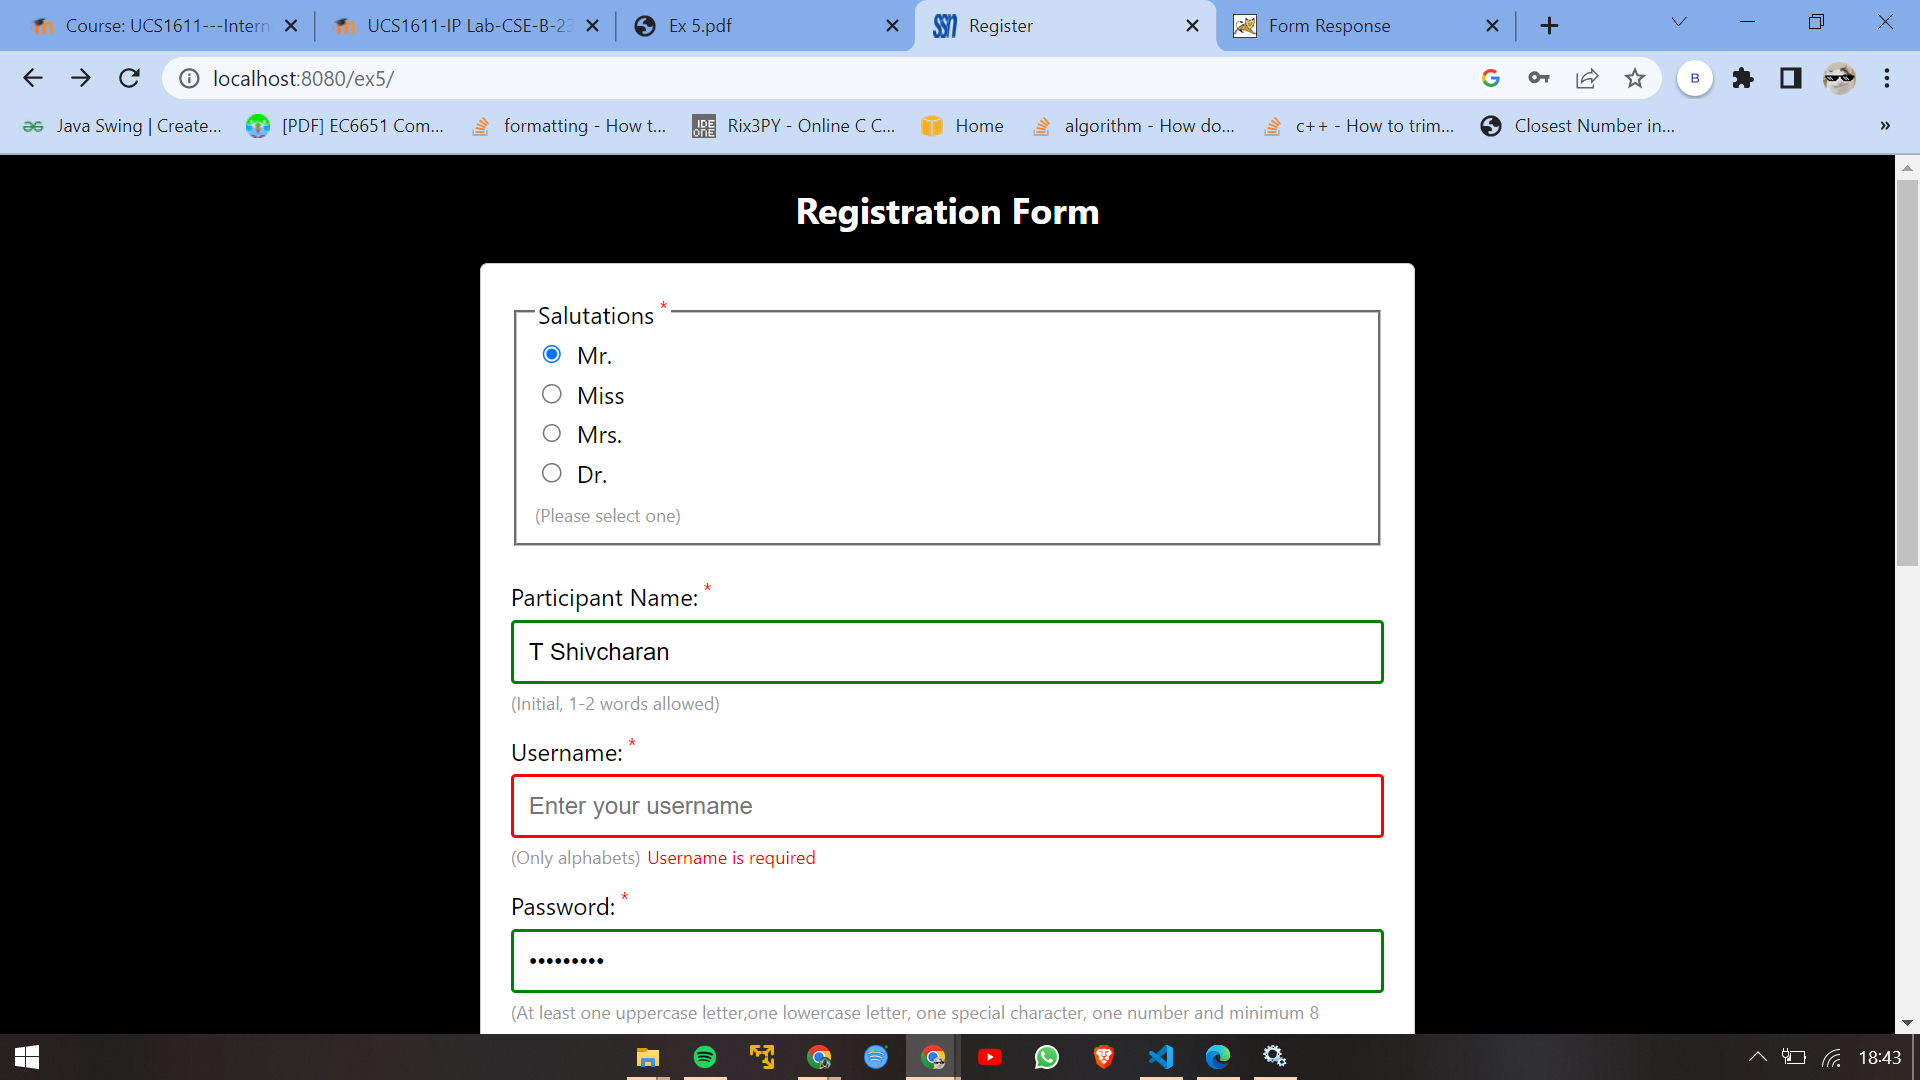 Course: UCS1611---Intern
UCS1611-IP Lab-CSE-B-23
Ex 5.pdf
SSN
Register
Form Response
localhost:8080/ex5/
B
Java Swing | Create...
[PDF] EC6651 Com...
formatting - How t...
IDE ONE
Rix3PY - Online C C...
Home
algorithm - How do...
c++ - How to trim...
Closest Number in...
»
Registration Form
Salutations *
Mr.
Miss
Mrs.
Dr.
(Please select one)
Participant Name: *
T Shivcharan
(Initial, 1-2 words allowed)
Username: *
Enter your username
(Only alphabets) Username is required
Password: *
•••••••••
(At least one uppercase letter,one lowercase letter, one special character, one number and minimum 8
18:43